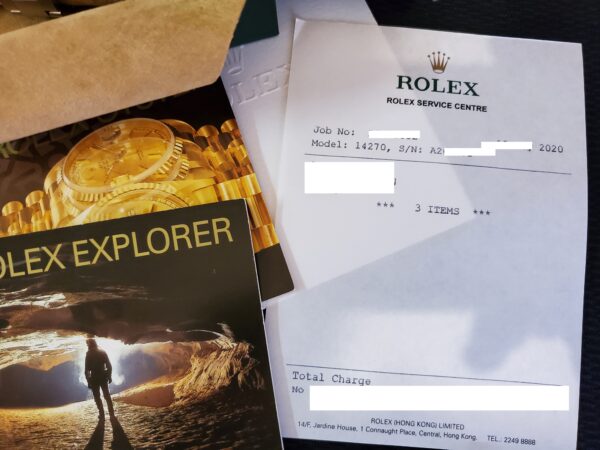 ROLEX
ROLEX
ROLEX SERVICE CENTRE
Job No:
Model: 14270, S/N: A2 2020
*** 3 ITEMS ***
OLEX EXPLORER
Total Charge
No
ROLEX (HONG KONG) LIMITED
14/F, Jardine House, 1 Connaught Place, Central, Hong Kong. TEL.: 2249 8888